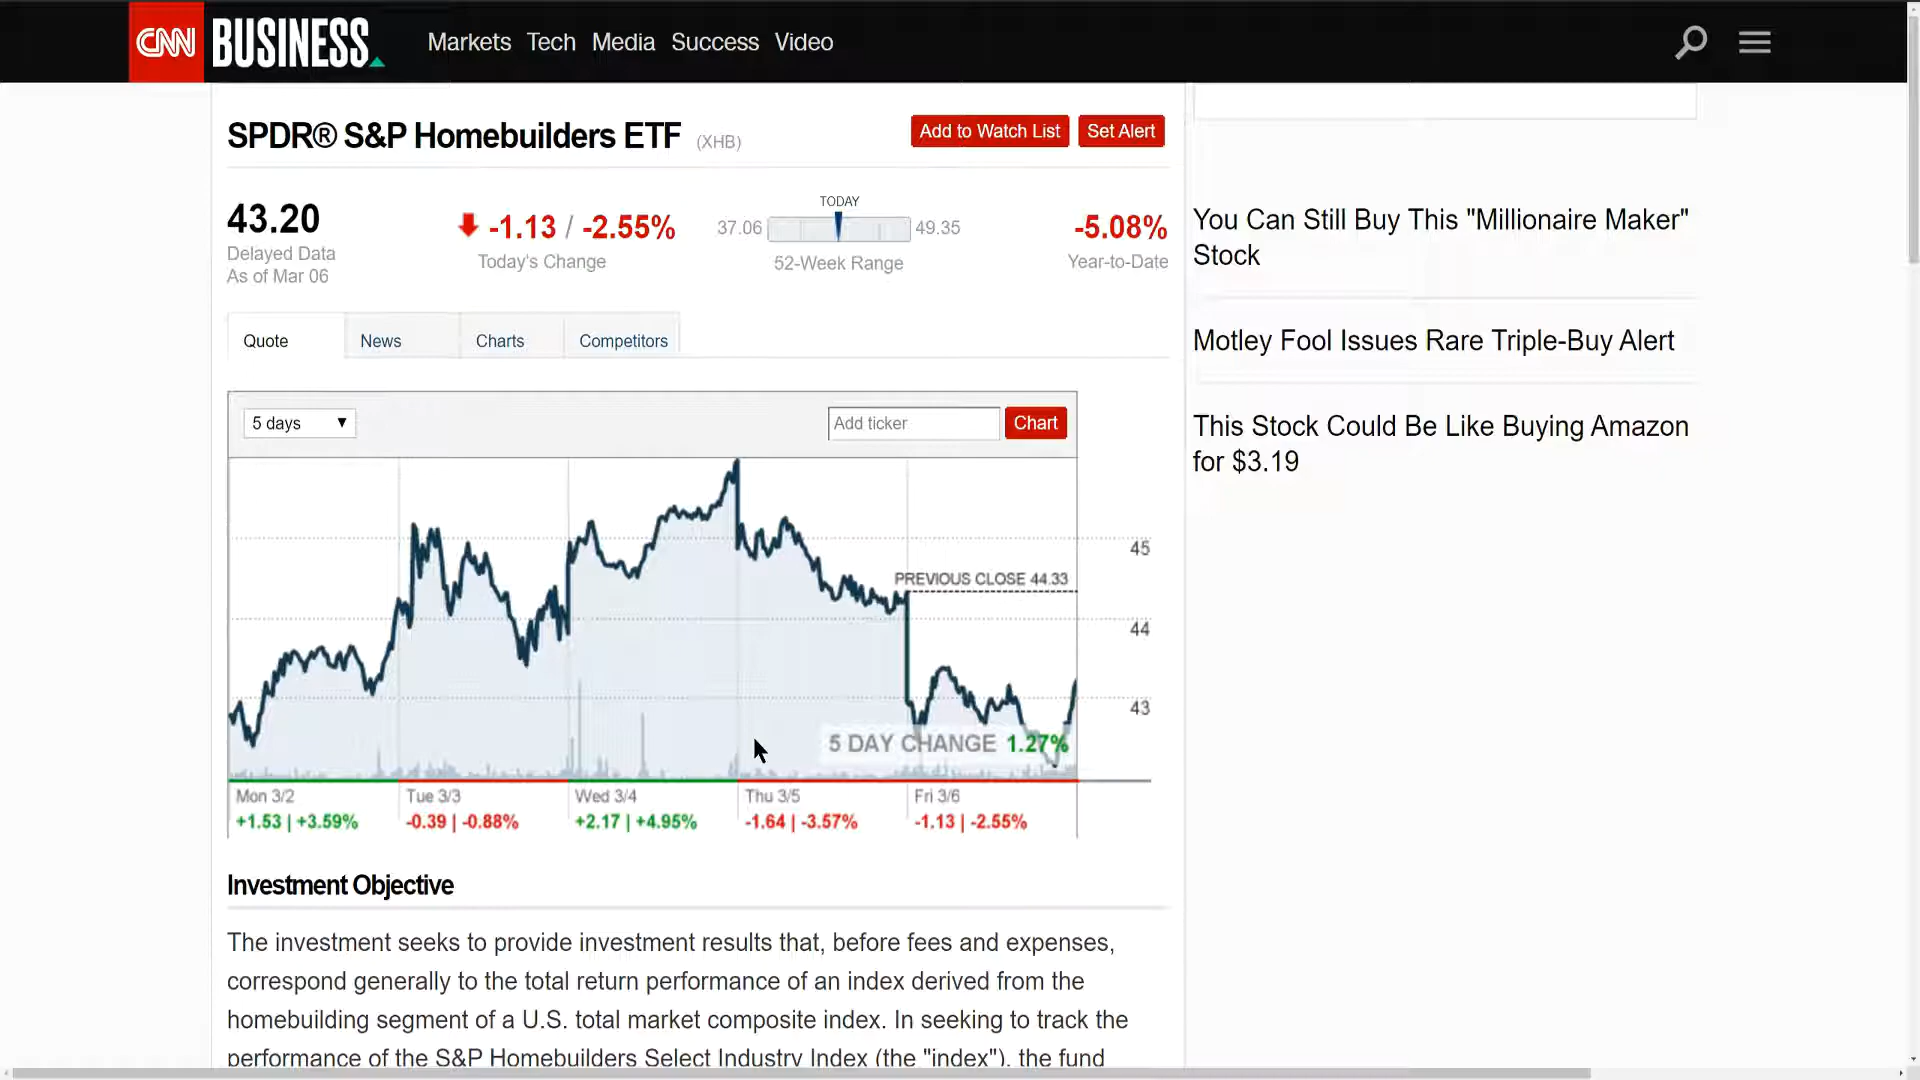 CNN BUSINESS Markets Tech Media Success Video
SPDR® S&P Homebuilders ETF (XHB)
Add to Watch List Set Alert
43.20
Delayed Data
As of Mar 06
-1.13 / -2.55%
Today's Change
TODAY
37.06 49.35
52-Week Range
-5.08%
Year-to-Date
Quote News Charts Competitors
5 days
Add ticker Chart
45
PREVIOUS CLOSE 44.33
44
43
5 DAY CHANGE 1.27%
Mon 3/2 Tue 3/3 Wed 3/4 Thu 3/5 Fri 3/6
+1.53 | +3.59% -0.39 | -0.88% +2.17 | +4.95% -1.64 | -3.57% -1.13 | -2.55%
Investment Objective
The investment seeks to provide investment results that, before fees and expenses,
correspond generally to the total return performance of an index derived from the
homebuilding segment of a U.S. total market composite index. In seeking to track the
performance of the S&P Homebuilders Select Industry Index (the "index"), the fund
You Can Still Buy This "Millionaire Maker"
Stock
Motley Fool Issues Rare Triple-Buy Alert
This Stock Could Be Like Buying Amazon
for $3.19